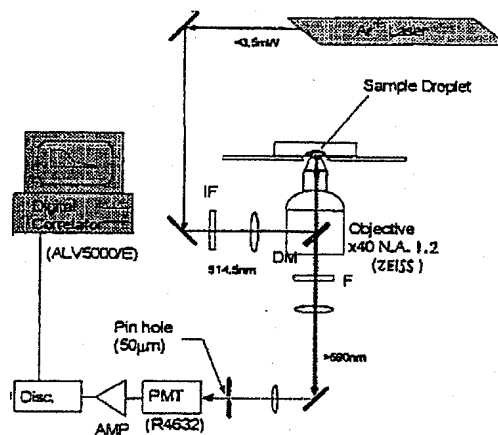 Ar+ Laser
<3.5mW
Sample Droplet
IF
Digital
Correlator
(ALV5000/E)
514.5nm
DM
Objective
x40 N.A. 1.2
(ZEISS)
F
Pin hole
(50μm)
>590nm
Disc.
AMP
PMT
(R4632)